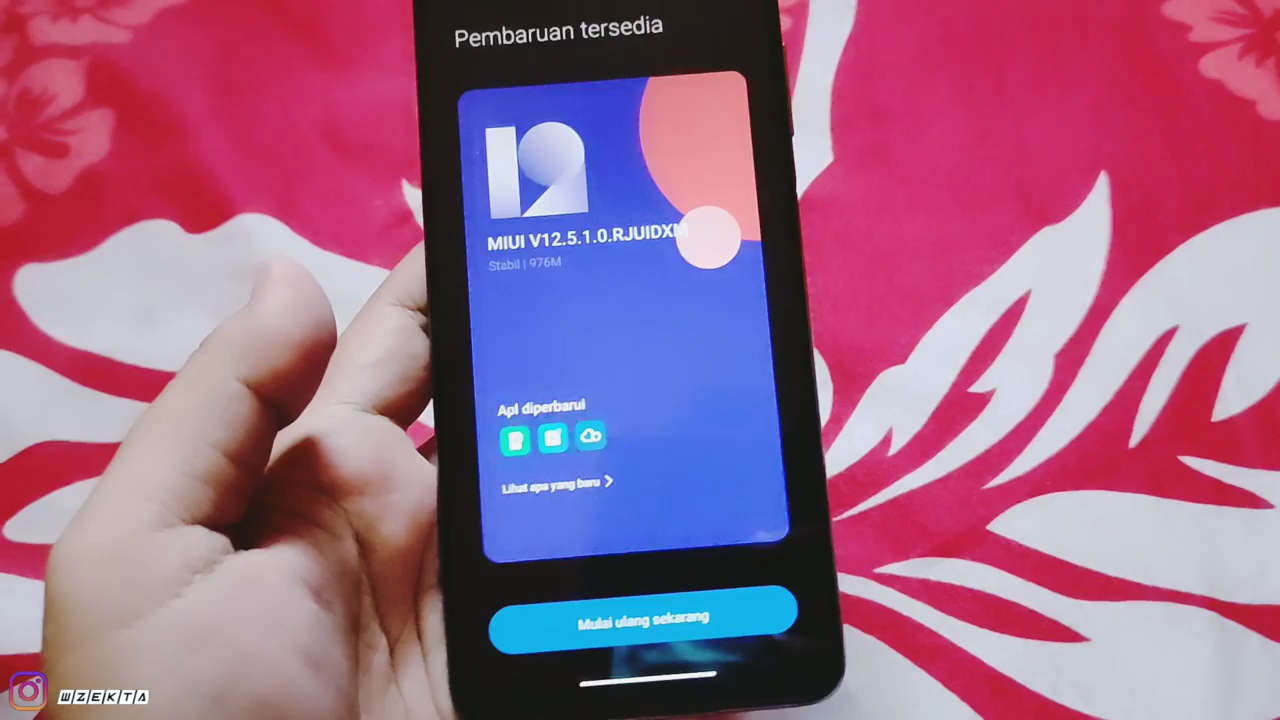 Pembaruan tersedia
12
MIUI V12.5.1.0.RJUIDXM
Stabil | 976M
Apl diperbarui
Lihat apa yang baru
Mulai ulang sekarang
WZEKTA